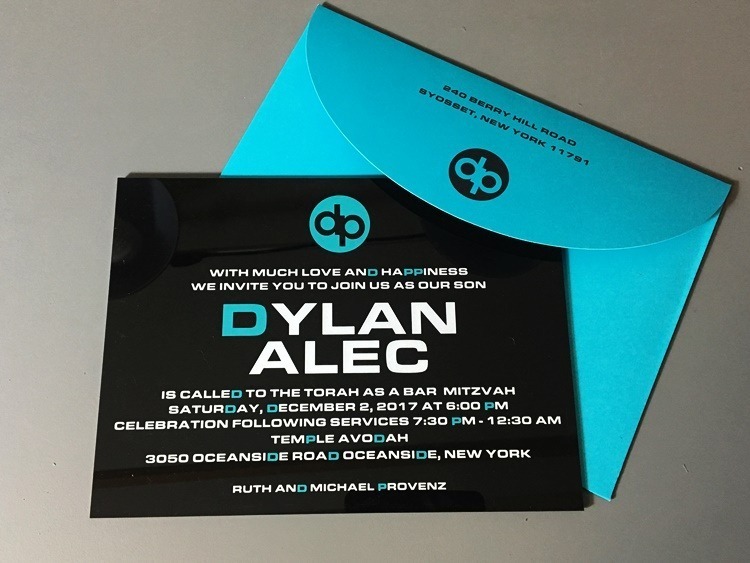 240 BERRY HILL ROAD
SYOSSET, NEW YORK 11791
dp
dp
WITH MUCH LOVE AND HAPPINESS
WE INVITE YOU TO JOIN US AS OUR SON
DYLAN
ALEC
IS CALLED TO THE TORAH AS A BAR MITZVAH
SATURDAY, DECEMBER 2, 2017 AT 6:00 PM
CELEBRATION FOLLOWING SERVICES 7:30 PM - 12:30 AM
TEMPLE AVODAH
3050 OCEANSIDE ROAD OCEANSIDE, NEW YORK
RUTH AND MICHAEL PROVENZ